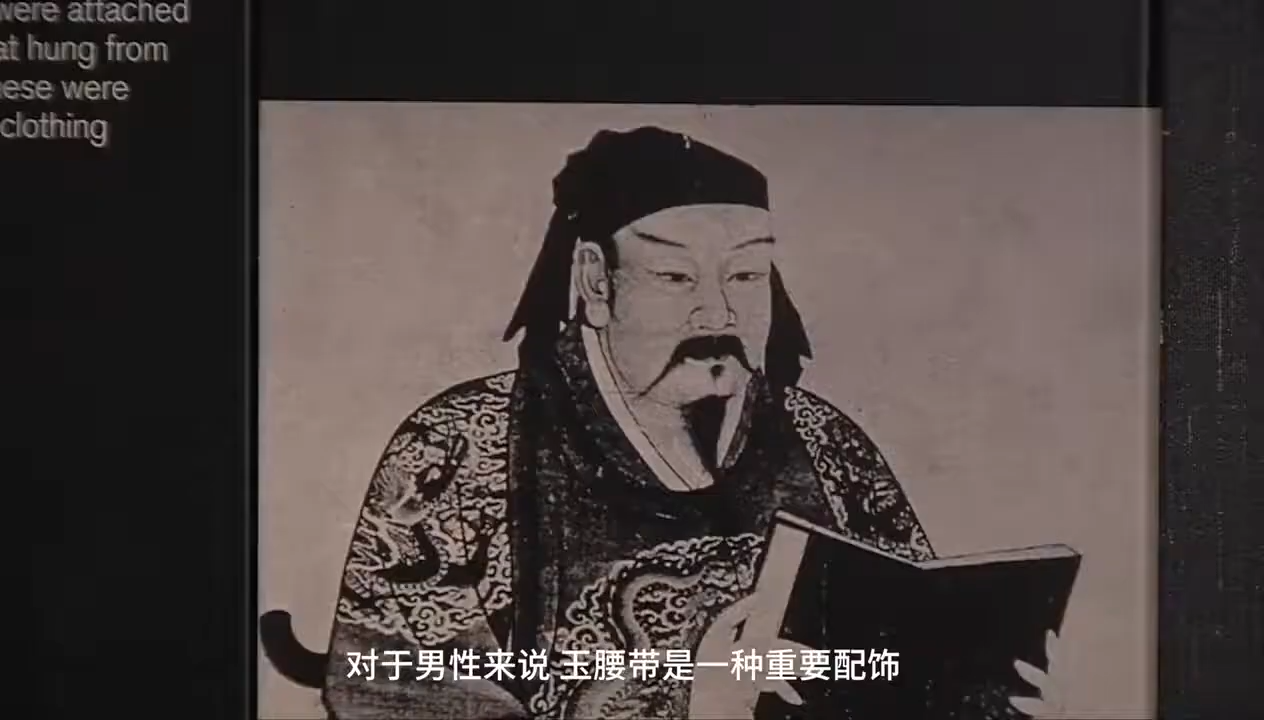 were attached
at hung from
hese were
clothing
对于男性来说 玉腰带是一种重要配饰